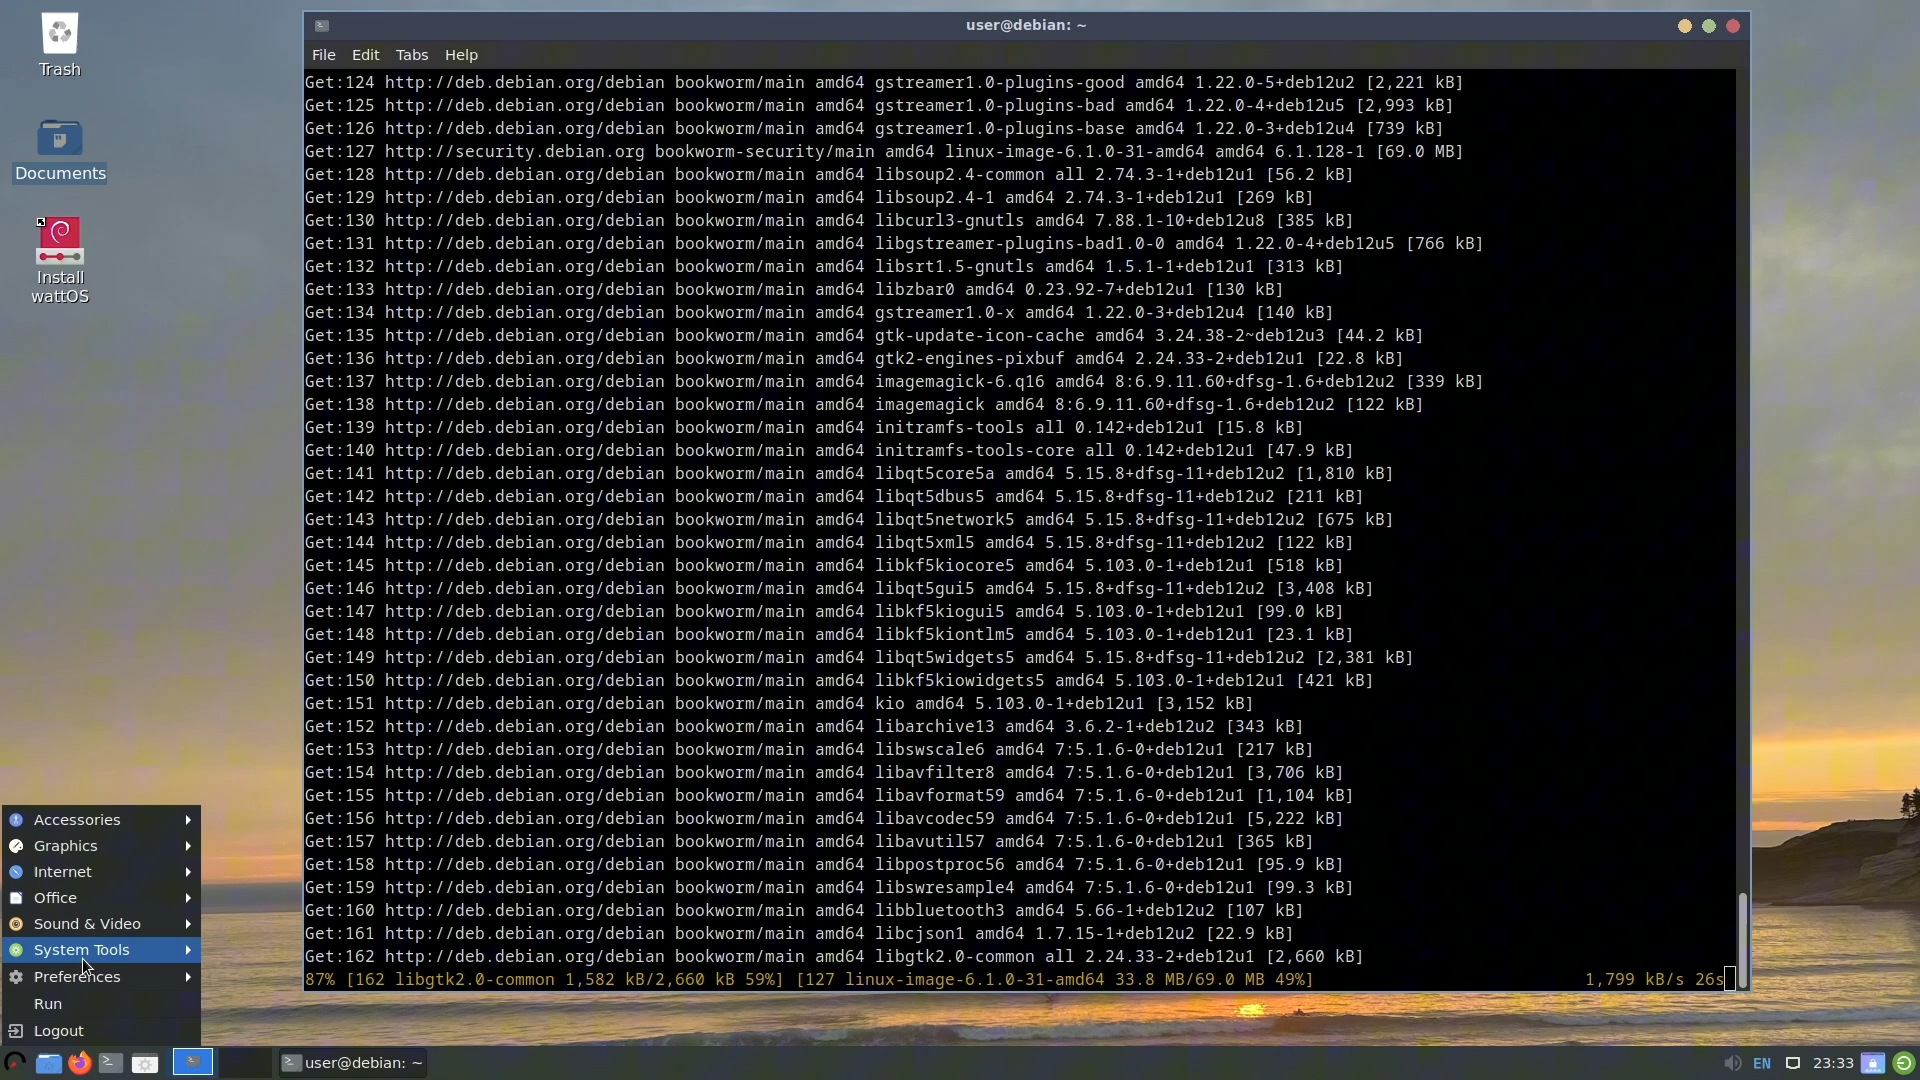 Trash
Documents
Install
wattOS
user@debian: ~
File Edit Tabs Help
Get:124 http://deb.debian.org/debian bookworm/main amd64 gstreamer1.0-plugins-good amd64 1.22.0-5+deb12u2 [2,221 kB]
Get:125 http://deb.debian.org/debian bookworm/main amd64 gstreamer1.0-plugins-bad amd64 1.22.0-4+deb12u5 [2,993 kB]
Get:126 http://deb.debian.org/debian bookworm/main amd64 gstreamer1.0-plugins-base amd64 1.22.0-3+deb12u4 [739 kB]
Get:127 http://security.debian.org bookworm-security/main amd64 linux-image-6.1.0-31-amd64 amd64 6.1.128-1 [69.0 MB]
Get:128 http://deb.debian.org/debian bookworm/main amd64 libsoup2.4-common all 2.74.3-1+deb12u1 [56.2 kB]
Get:129 http://deb.debian.org/debian bookworm/main amd64 libsoup2.4-1 amd64 2.74.3-1+deb12u1 [269 kB]
Get:130 http://deb.debian.org/debian bookworm/main amd64 libcurl3-gnutls amd64 7.88.1-10+deb12u8 [385 kB]
Get:131 http://deb.debian.org/debian bookworm/main amd64 libgstreamer-plugins-bad1.0-0 amd64 1.22.0-4+deb12u5 [766 kB]
Get:132 http://deb.debian.org/debian bookworm/main amd64 libsrt1.5-gnutls amd64 1.5.1-1+deb12u1 [313 kB]
Get:133 http://deb.debian.org/debian bookworm/main amd64 libzbar0 amd64 0.23.92-7+deb12u1 [130 kB]
Get:134 http://deb.debian.org/debian bookworm/main amd64 gstreamer1.0-x amd64 1.22.0-3+deb12u4 [140 kB]
Get:135 http://deb.debian.org/debian bookworm/main amd64 gtk-update-icon-cache amd64 3.24.38-2~deb12u3 [44.2 kB]
Get:136 http://deb.debian.org/debian bookworm/main amd64 gtk2-engines-pixbuf amd64 2.24.33-2+deb12u1 [22.8 kB]
Get:137 http://deb.debian.org/debian bookworm/main amd64 imagemagick-6.q16 amd64 8:6.9.11.60+dfsg-1.6+deb12u2 [339 kB]
Get:138 http://deb.debian.org/debian bookworm/main amd64 imagemagick amd64 8:6.9.11.60+dfsg-1.6+deb12u2 [122 kB]
Get:139 http://deb.debian.org/debian bookworm/main amd64 initramfs-tools all 0.142+deb12u1 [15.8 kB]
Get:140 http://deb.debian.org/debian bookworm/main amd64 initramfs-tools-core all 0.142+deb12u1 [47.9 kB]
Get:141 http://deb.debian.org/debian bookworm/main amd64 libqt5core5a amd64 5.15.8+dfsg-11+deb12u2 [1,810 kB]
Get:142 http://deb.debian.org/debian bookworm/main amd64 libqt5dbus5 amd64 5.15.8+dfsg-11+deb12u2 [211 kB]
Get:143 http://deb.debian.org/debian bookworm/main amd64 libqt5network5 amd64 5.15.8+dfsg-11+deb12u2 [675 kB]
Get:144 http://deb.debian.org/debian bookworm/main amd64 libqt5xml5 amd64 5.15.8+dfsg-11+deb12u2 [122 kB]
Get:145 http://deb.debian.org/debian bookworm/main amd64 libkf5kiocore5 amd64 5.103.0-1+deb12u1 [518 kB]
Get:146 http://deb.debian.org/debian bookworm/main amd64 libqt5gui5 amd64 5.15.8+dfsg-11+deb12u2 [3,408 kB]
Get:147 http://deb.debian.org/debian bookworm/main amd64 libkf5kiogui5 amd64 5.103.0-1+deb12u1 [99.0 kB]
Get:148 http://deb.debian.org/debian bookworm/main amd64 libkf5kiontlm5 amd64 5.103.0-1+deb12u1 [23.1 kB]
Get:149 http://deb.debian.org/debian bookworm/main amd64 libqt5widgets5 amd64 5.15.8+dfsg-11+deb12u2 [2,381 kB]
Get:150 http://deb.debian.org/debian bookworm/main amd64 libkf5kiowidgets5 amd64 5.103.0-1+deb12u1 [421 kB]
Get:151 http://deb.debian.org/debian bookworm/main amd64 kio amd64 5.103.0-1+deb12u1 [3,152 kB]
Get:152 http://deb.debian.org/debian bookworm/main amd64 libarchive13 amd64 3.6.2-1+deb12u2 [343 kB]
Get:153 http://deb.debian.org/debian bookworm/main amd64 libswscale6 amd64 7:5.1.6-0+deb12u1 [217 kB]
Get:154 http://deb.debian.org/debian bookworm/main amd64 libavfilter8 amd64 7:5.1.6-0+deb12u1 [3,706 kB]
Get:155 http://deb.debian.org/debian bookworm/main amd64 libavformat59 amd64 7:5.1.6-0+deb12u1 [1,104 kB]
Get:156 http://deb.debian.org/debian bookworm/main amd64 libavcodec59 amd64 7:5.1.6-0+deb12u1 [5,222 kB]
Get:157 http://deb.debian.org/debian bookworm/main amd64 libavutil57 amd64 7:5.1.6-0+deb12u1 [365 kB]
Get:158 http://deb.debian.org/debian bookworm/main amd64 libpostproc56 amd64 7:5.1.6-0+deb12u1 [95.9 kB]
Get:159 http://deb.debian.org/debian bookworm/main amd64 libswresample4 amd64 7:5.1.6-0+deb12u1 [99.3 kB]
Get:160 http://deb.debian.org/debian bookworm/main amd64 libbluetooth3 amd64 5.66-1+deb12u2 [107 kB]
Get:161 http://deb.debian.org/debian bookworm/main amd64 libcjson1 amd64 1.7.15-1+deb12u2 [22.9 kB]
Get:162 http://deb.debian.org/debian bookworm/main amd64 libgtk2.0-common all 2.24.33-2+deb12u1 [2,660 kB]
87% [162 libgtk2.0-common 1,582 kB/2,660 kB 59%] [127 linux-image-6.1.0-31-amd64 33.8 MB/69.0 MB 49%] 1,799 kB/s 26s
Accessories
Graphics
Internet
Office
Sound & Video
System Tools
Preferences
Run
Logout
user@debian: ~
EN 23:33